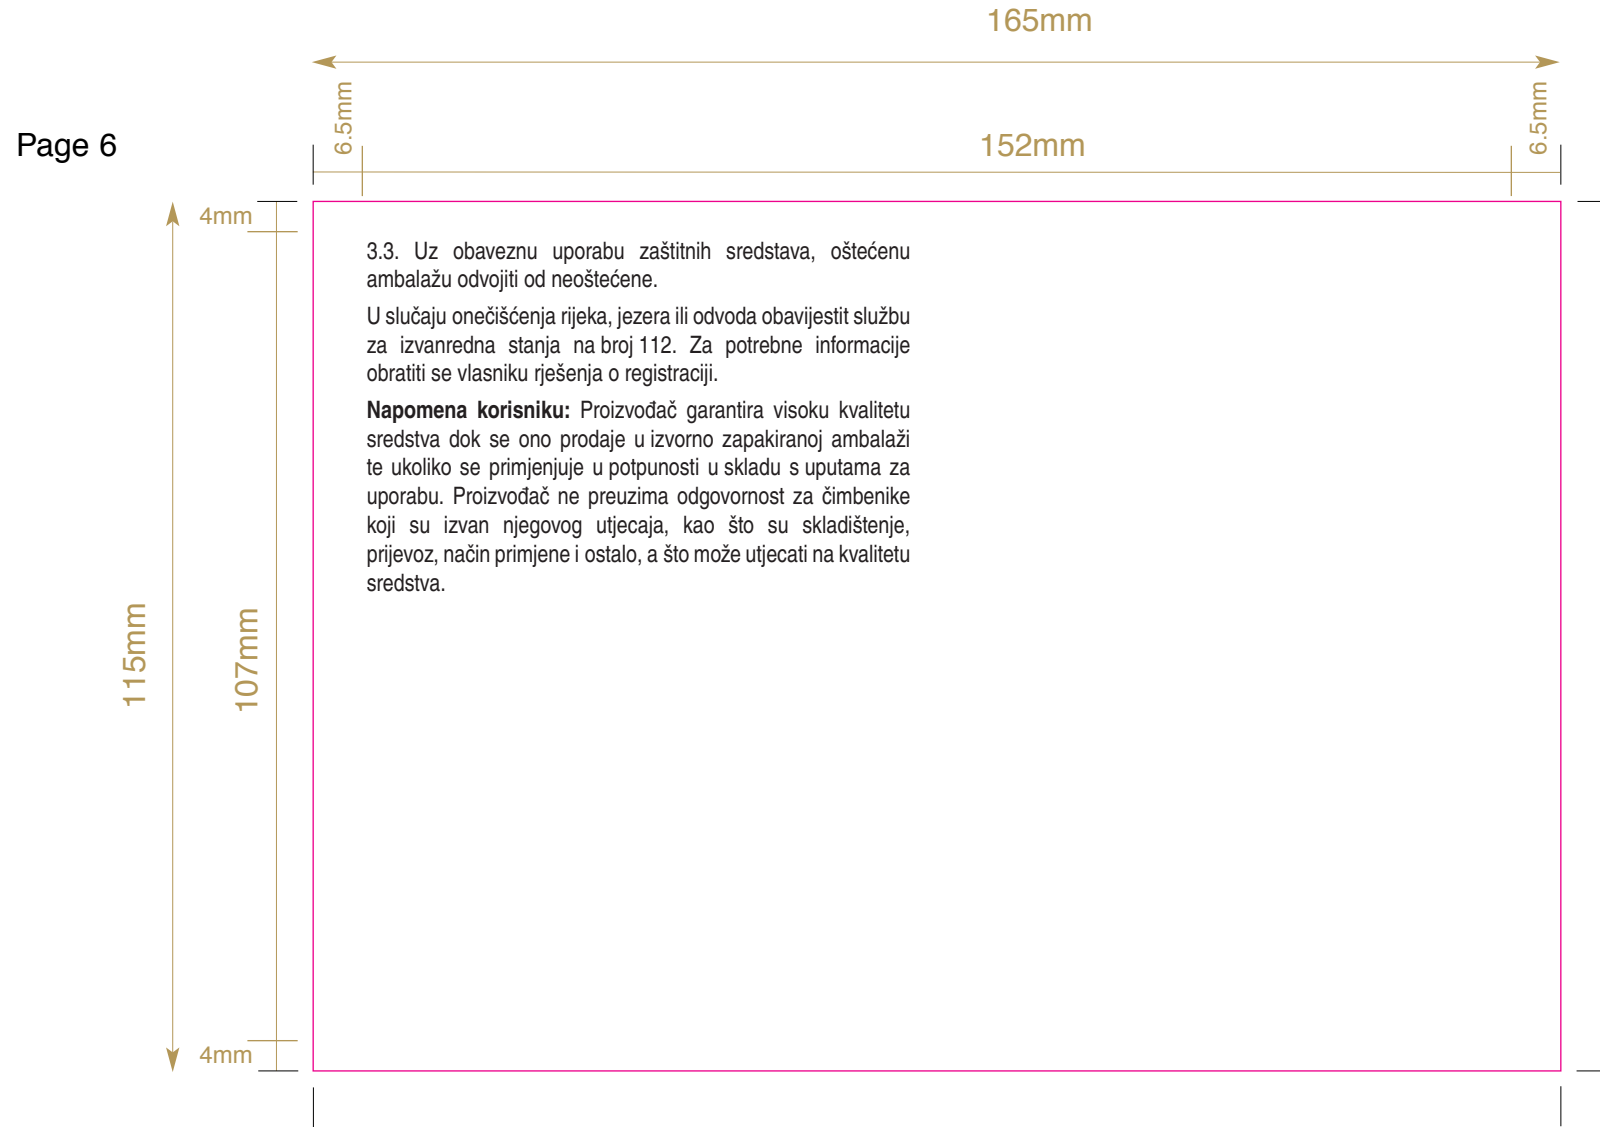 165mm
6.5mm
152mm
6.5mm
Page 6
4mm
3.3. Uz obaveznu uporabu zaštitnih sredstava, oštećenu
ambalažu odvojiti od neoštećene.
U slučaju onečišćenja rijeka, jezera ili odvoda obavijestit službu
za izvanredna stanja na broj 112. Za potrebne informacije
obratiti se vlasniku rješenja o registraciji.
Napomena korisniku: Proizvođač garantira visoku kvalitetu
sredstva dok se ono prodaje u izvorno zapakiranoj ambalaži
te ukoliko se primjenjuje u potpunosti u skladu s uputama za
uporabu. Proizvođač ne preuzima odgovornost za čimbenike
koji su izvan njegovog utjecaja, kao što su skladištenje,
prijevoz, način primjene i ostalo, a što može utjecati na kvalitetu
sredstva.
115mm
107mm
4mm